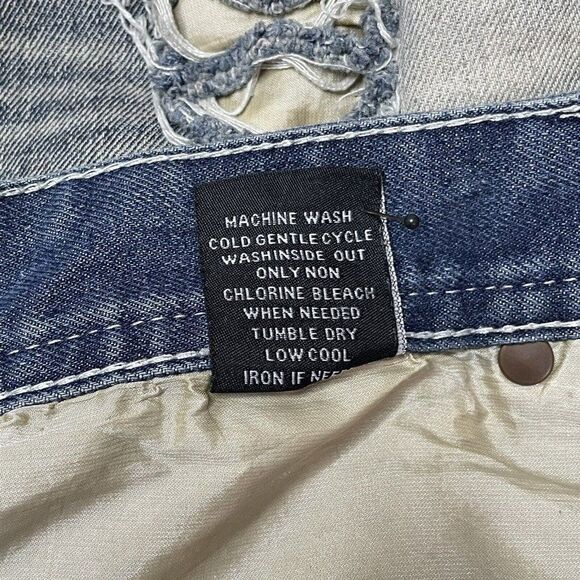 MACHINE WASH
COLD GENTLE CYCLE
WASHINSIDE OUT
ONLY NON
CHLORINE BLEACH
WHEN NEEDED
TUMBLE DRY
LOW COOL
IRON IF